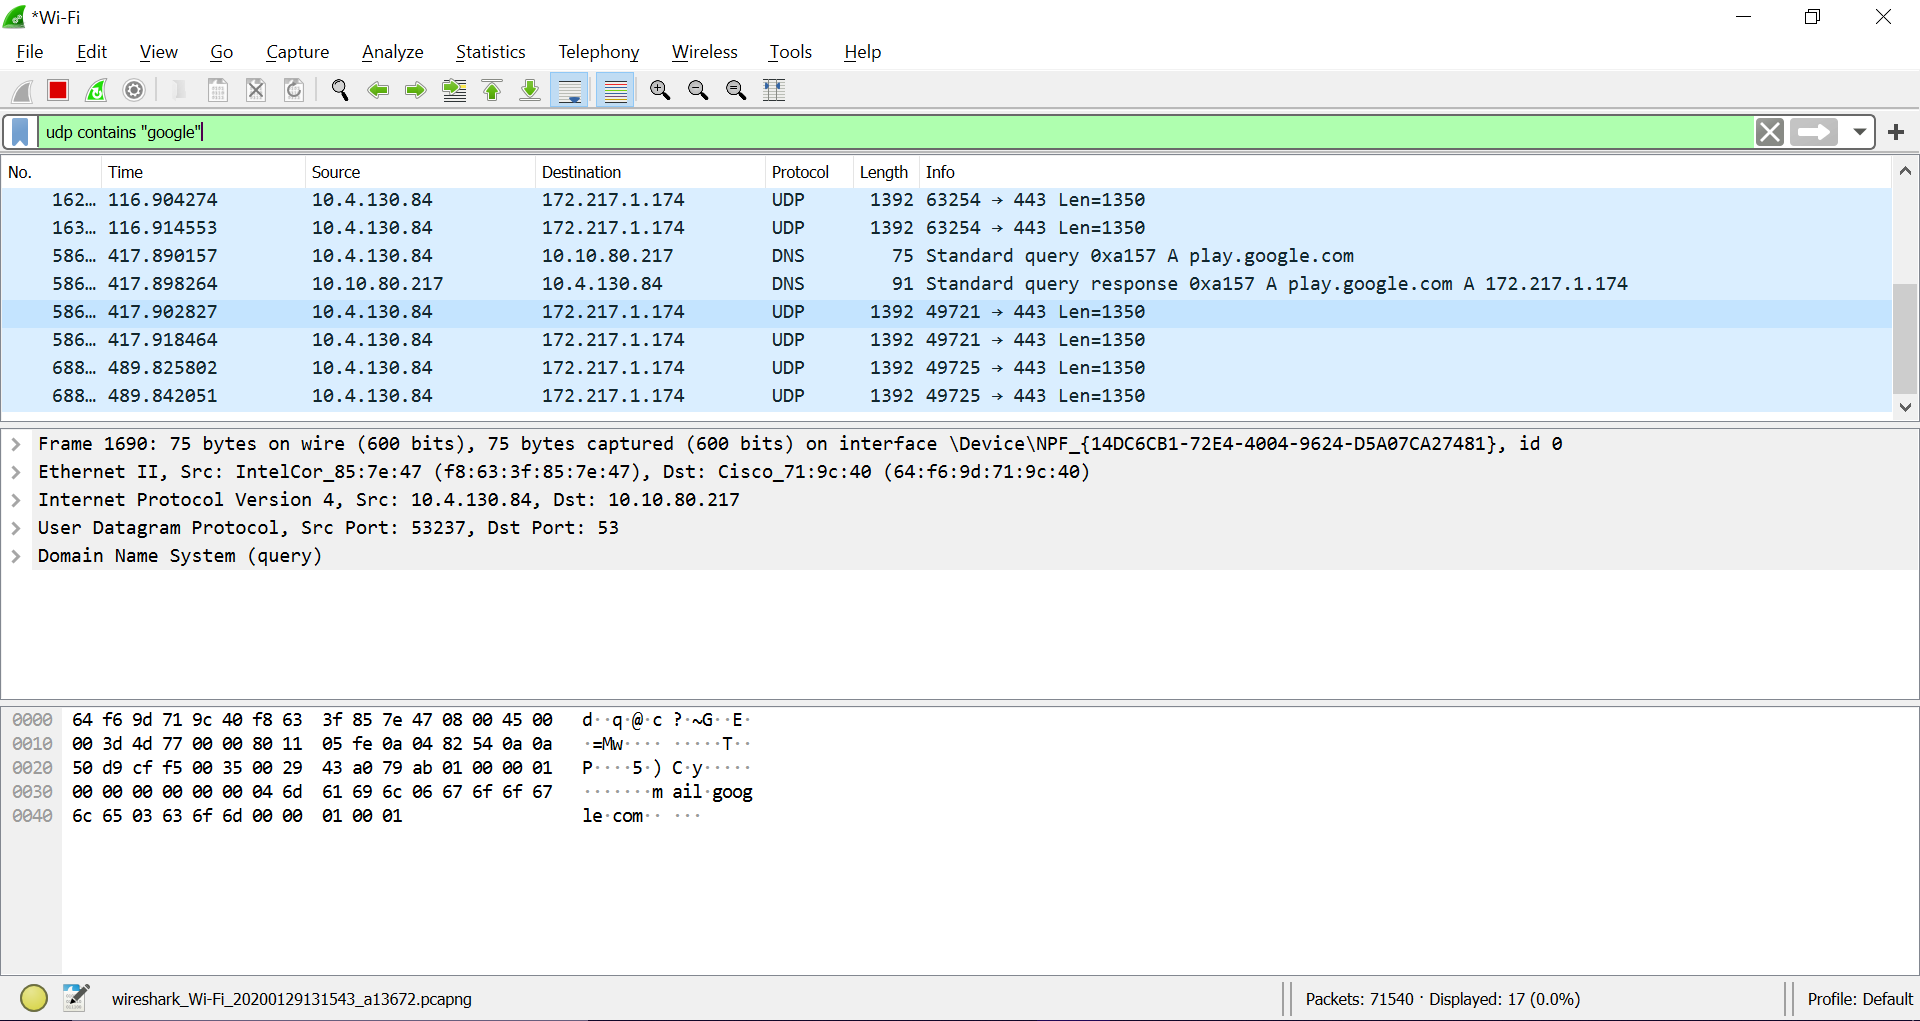 *Wi-Fi
File Edit View Go Capture Analyze Statistics Telephony Wireless Tools Help
udp contains "google"
No. Time Source Destination Protocol Length Info
162… 116.904274 10.4.130.84 172.217.1.174 UDP 1392 63254 → 443 Len=1350
163… 116.914553 10.4.130.84 172.217.1.174 UDP 1392 63254 → 443 Len=1350
586… 417.890157 10.4.130.84 10.10.80.217 DNS 75 Standard query 0xa157 A play.google.com
586… 417.898264 10.10.80.217 10.4.130.84 DNS 91 Standard query response 0xa157 A play.google.com A 172.217.1.174
586… 417.902827 10.4.130.84 172.217.1.174 UDP 1392 49721 → 443 Len=1350
586… 417.918464 10.4.130.84 172.217.1.174 UDP 1392 49721 → 443 Len=1350
688… 489.825802 10.4.130.84 172.217.1.174 UDP 1392 49725 → 443 Len=1350
688… 489.842051 10.4.130.84 172.217.1.174 UDP 1392 49725 → 443 Len=1350
Frame 1690: 75 bytes on wire (600 bits), 75 bytes captured (600 bits) on interface \Device\NPF_{14DC6CB1-72E4-4004-9624-D5A07CA27481}, id 0
Ethernet II, Src: IntelCor_85:7e:47 (f8:63:3f:85:7e:47), Dst: Cisco_71:9c:40 (64:f6:9d:71:9c:40)
Internet Protocol Version 4, Src: 10.4.130.84, Dst: 10.10.80.217
User Datagram Protocol, Src Port: 53237, Dst Port: 53
Domain Name System (query)
0000 64 f6 9d 71 9c 40 f8 63 3f 85 7e 47 08 00 45 00 d··q·@·c ?·~G··E·
0010 00 3d 4d 77 00 00 80 11 05 fe 0a 04 82 54 0a 0a ·=Mw···· ·····T··
0020 50 d9 cf f5 00 35 00 29 43 a0 79 ab 01 00 00 01 P····5·) C·y·····
0030 00 00 00 00 00 00 04 6d 61 69 6c 06 67 6f 6f 67 ·······m ail·goog
0040 6c 65 03 63 6f 6d 00 00 01 00 01 le·com·· ···
wireshark_Wi-Fi_20200129131543_a13672.pcapng Packets: 71540 · Displayed: 17 (0.0%) Profile: Default